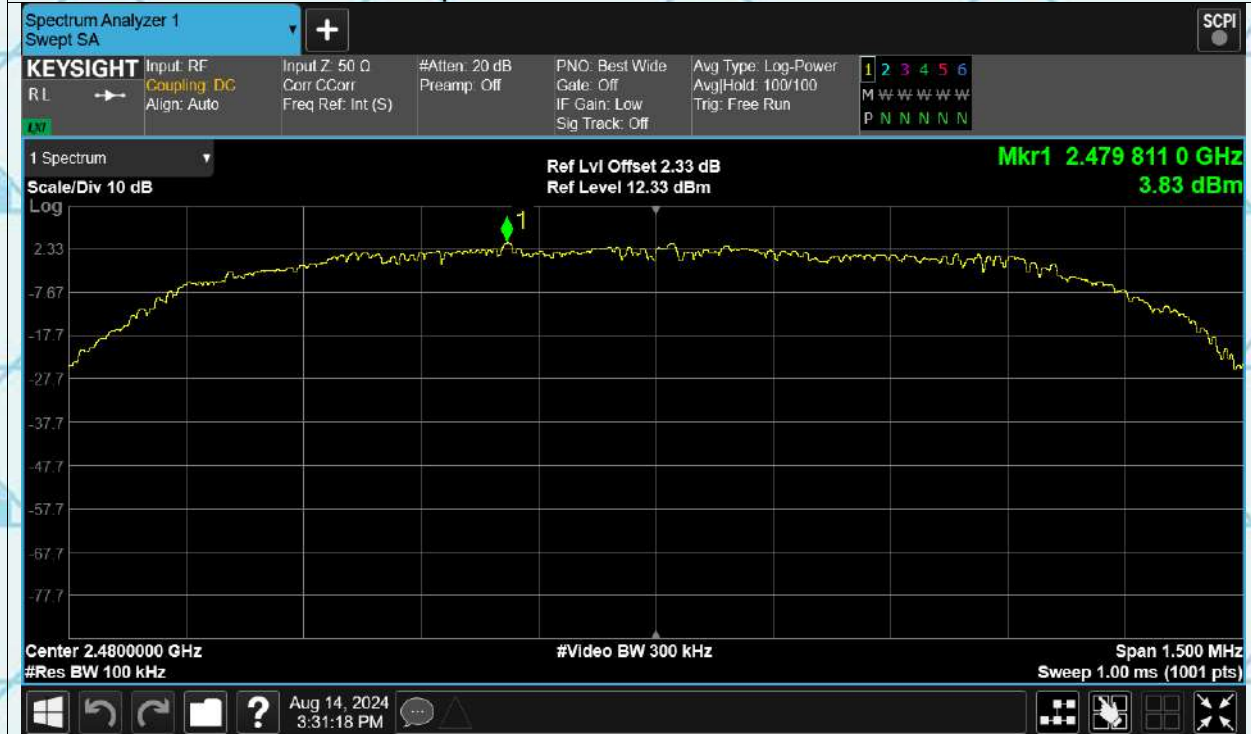 Spectrum Analyzer 1
Swept SA
+
SCPI
KEYSIGHT
RL
LXI
Input: RF
Coupling: DC
Align: Auto
Input Z: 50 Ω
Corr CCorr
Freq Ref: Int (S)
#Atten: 20 dB
Preamp: Off
PNO: Best Wide
Gate: Off
IF Gain: Low
Sig Track: Off
Avg Type: Log-Power
Avg|Hold: 100/100
Trig: Free Run
1 2 3 4 5 6
M W W W W W
P N N N N N
1 Spectrum
Scale/Div 10 dB
Log
Ref Lvl Offset 2.33 dB
Ref Level 12.33 dBm
Mkr1 2.479 811 0 GHz
3.83 dBm
1
2.33
-7.67
-17.7
-27.7
-37.7
-47.7
-57.7
-67.7
-77.7
Center 2.4800000 GHz
#Res BW 100 kHz
#Video BW 300 kHz
Span 1.500 MHz
Sweep 1.00 ms (1001 pts)
?
Aug 14, 2024
3:31:18 PM